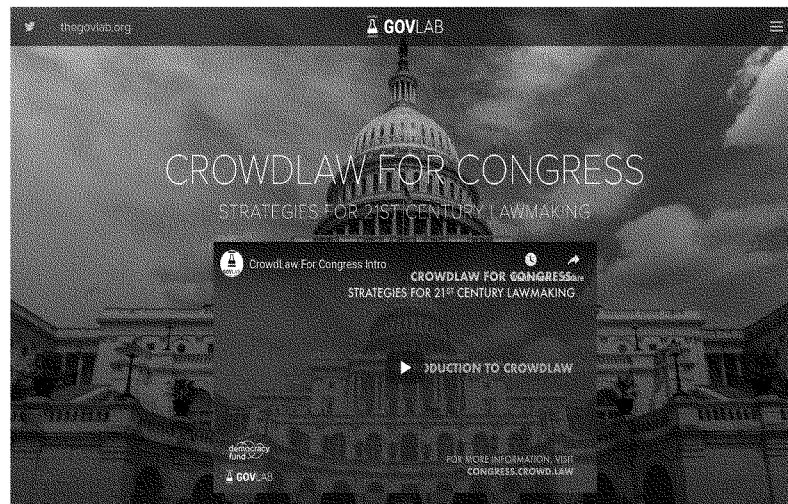 thegovlab.org
GOVLAB
CROWDLAW FOR CONGRESS
STRATEGIES FOR 21ST CENTURY LAWMAKING
GOVLAB
CrowdLaw For Congress Intro
CROWDLAW FOR CONGRESS:
STRATEGIES FOR 21ST CENTURY LAWMAKING
DUCTION TO CROWDLAW
democracy
fund
GOVLAB
FOR MORE INFORMATION, VISIT
CONGRESS.CROWD.LAW